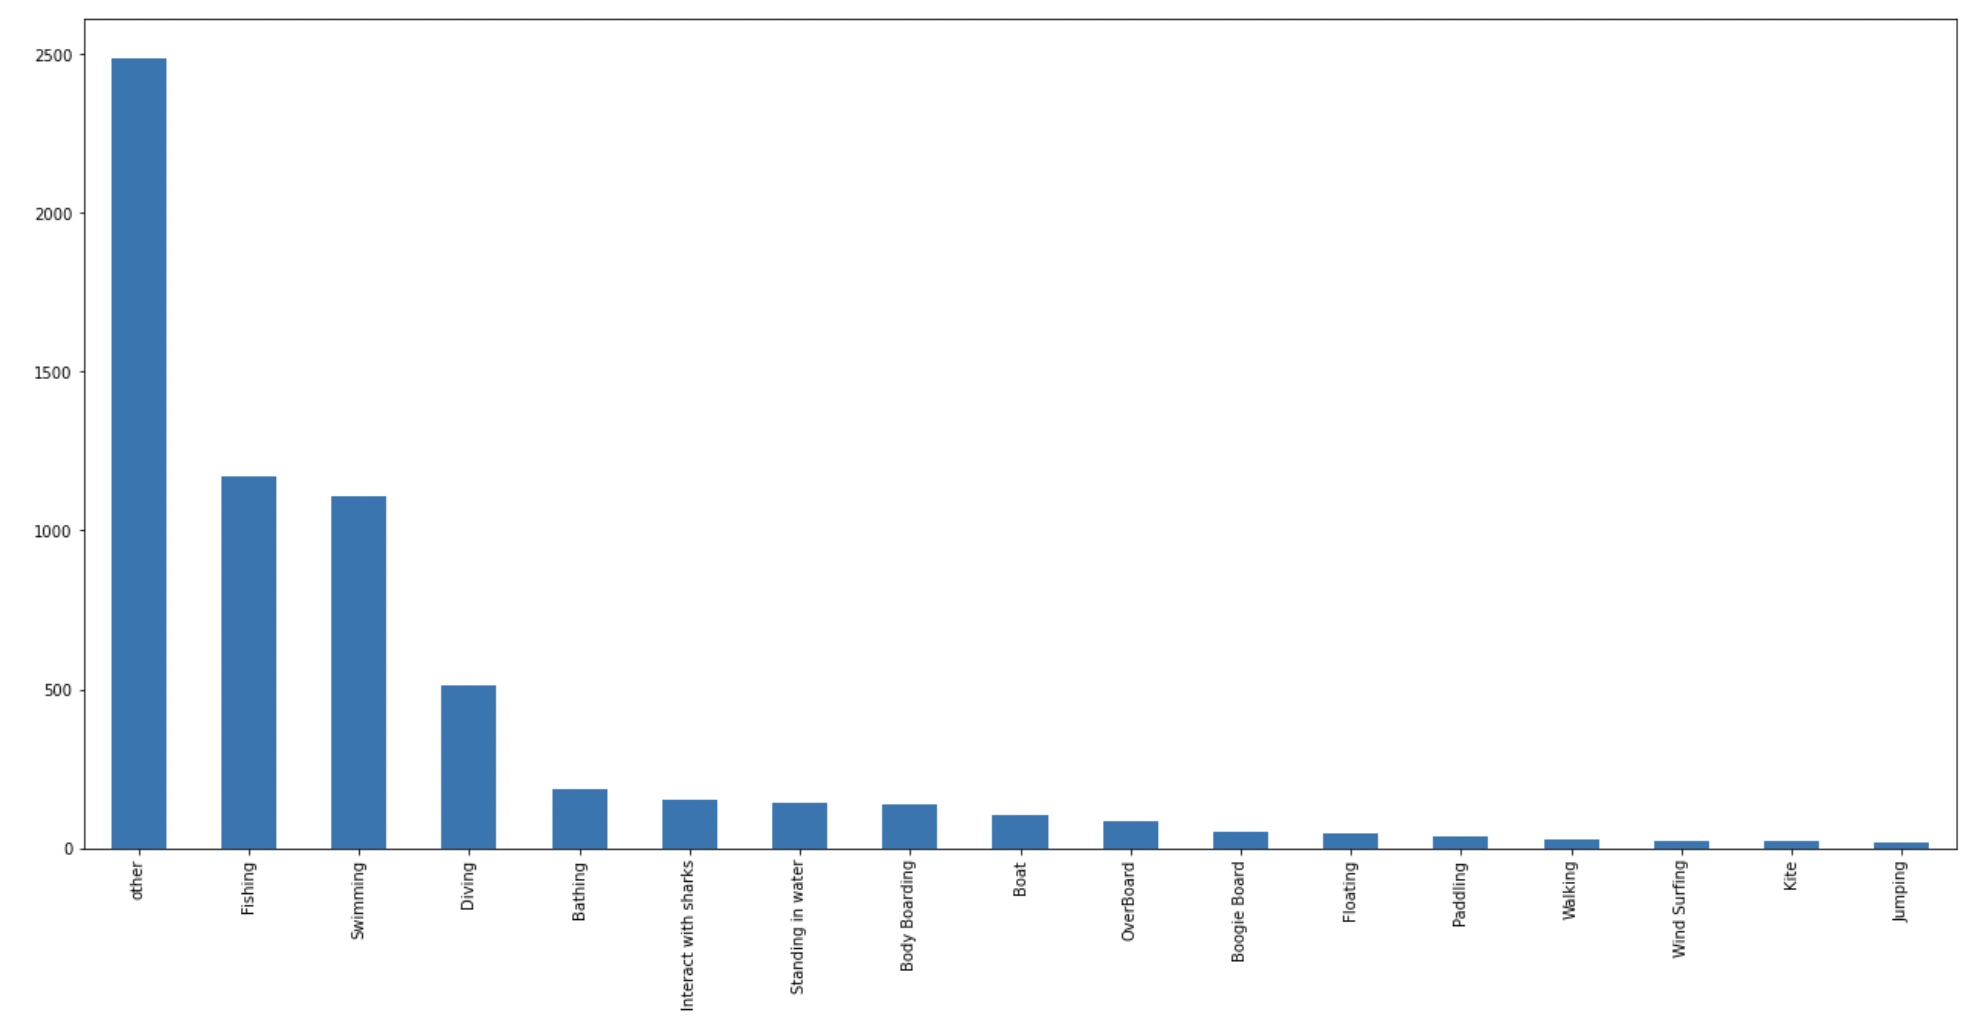 2500
2000
1500
1000
500
0
other
Fishing
Swimming
Diving
Bathing
Interact with sharks
Standing in water
Body Boarding
Boat
OverBoard
Boogie Board
Floating
Paddling
Walking
Wind Surfing
Kite
Jumping